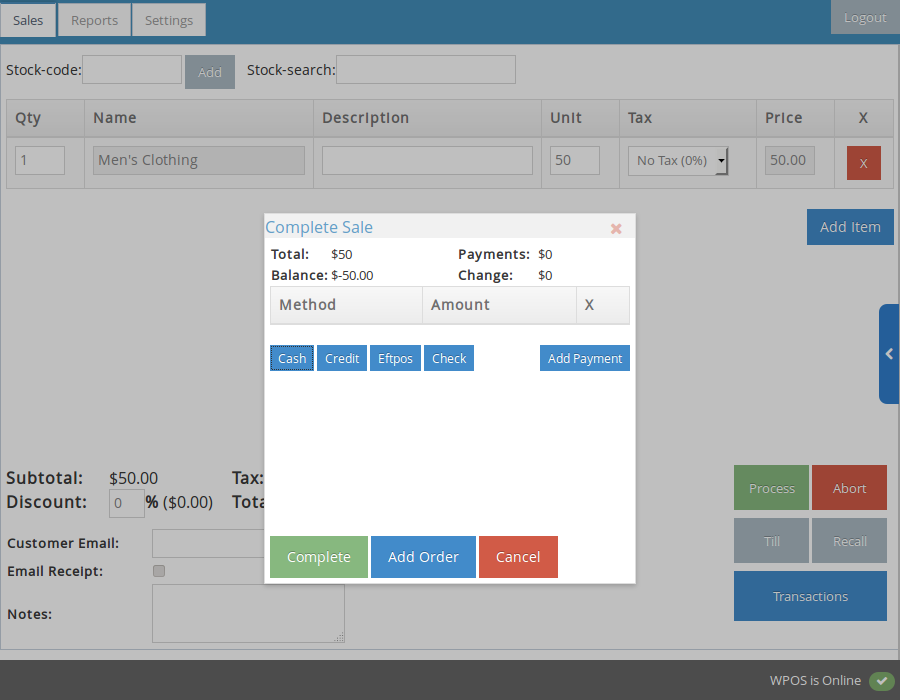 Sales Reports Settings Logout
Stock-code: Add Stock-search:
Qty Name Description Unit Tax Price X
1 Men's Clothing 50 No Tax (0%) 50.00 X
Add Item
Complete Sale
Total: $50 Payments: $0
Balance: $-50.00 Change: $0
Method Amount X
Cash Credit Eftpos Check Add Payment
Complete Add Order Cancel
Subtotal: $50.00 Tax:
Discount: 0 % ($0.00)
Customer Email:
Email Receipt:
Notes:
Process Abort
Till Recall
Transactions
WPOS is Online